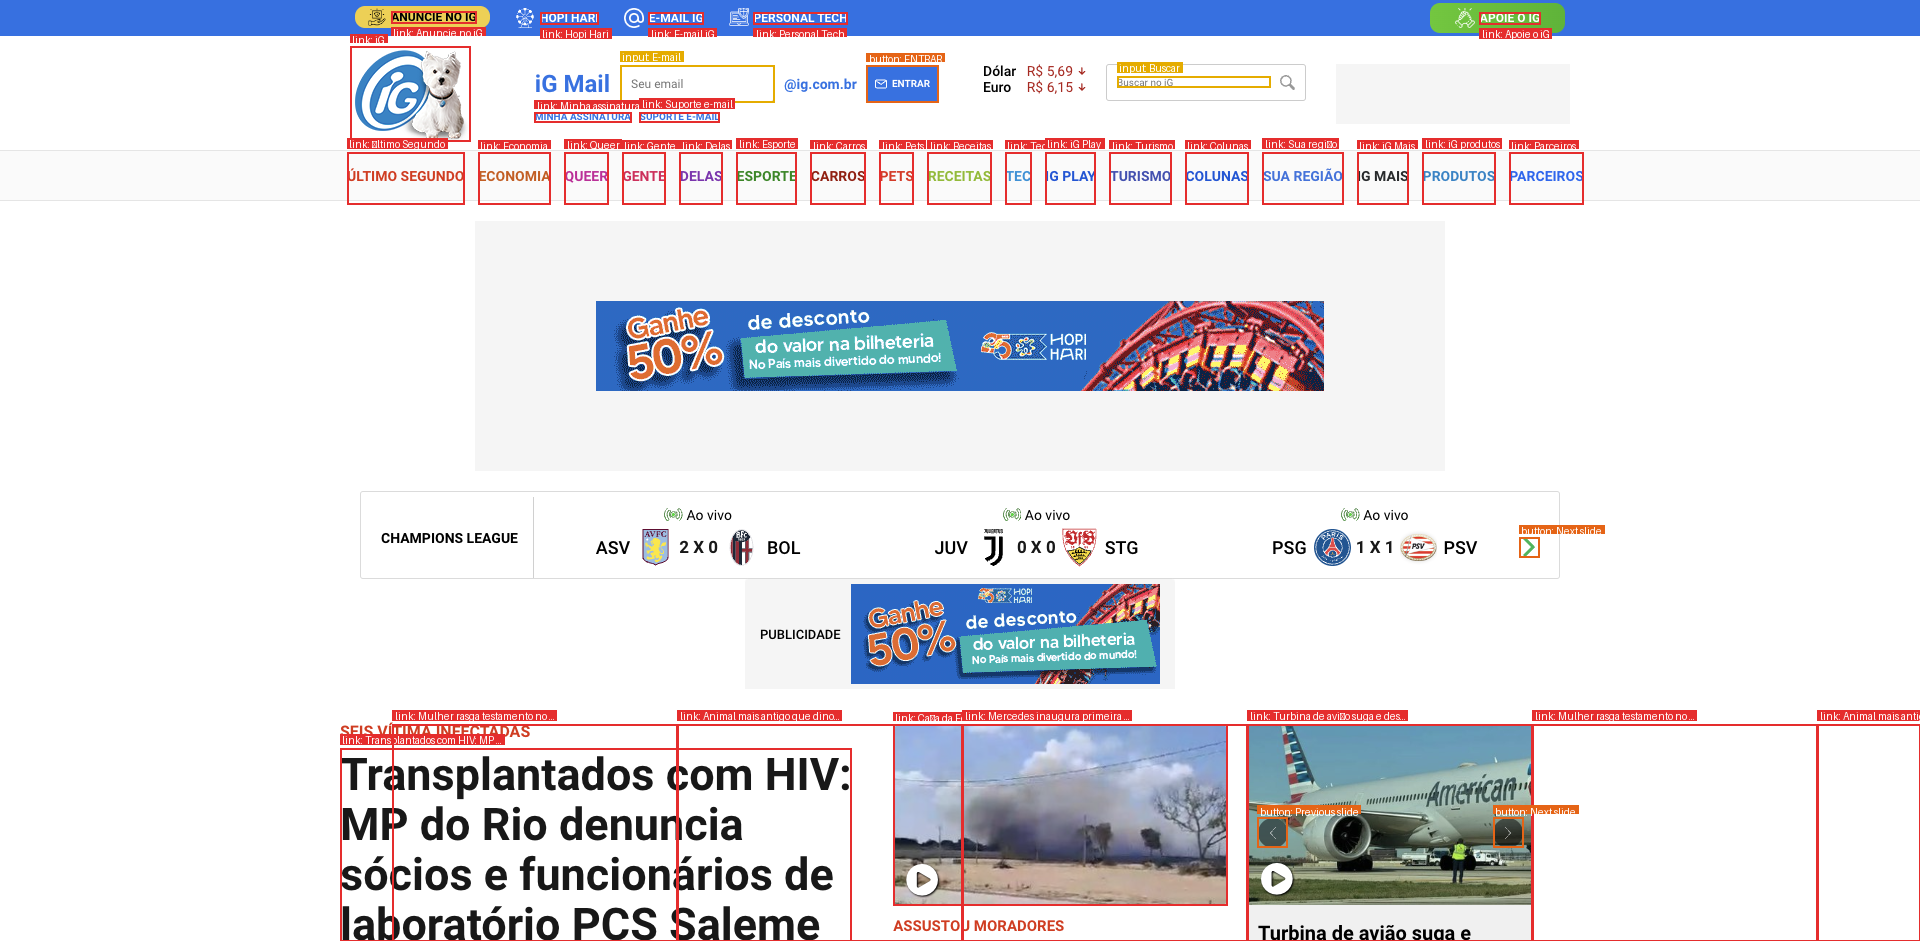 ANUNCIE NO IG
HOPI HARI
E-MAIL IG
PERSONAL TECH
APOIE O IG
link: Anuncie no iG
link: Hopi Hari
link: E-mail iG
link: Personal Tech
link: Apoie o iG
link: iG
iG
iG Mail
input: E-mail
Seu email
@ig.com.br
button: ENTRAR
ENTRAR
link: Minha assinatura
link: Suporte e-mail
MINHA ASSINATURA
SUPORTE E-MAIL
Dólar R$ 5,69
Euro R$ 6,15
input: Buscar
Buscar no iG
link: Último Segundo
link: Economia
link: Queer
link: Gente
link: Delas
link: Esporte
link: Carros
link: Pets
link: Receitas
link: Tec
link: iG Play
link: Turismo
link: Colunas
link: Sua região
link: iG Mais
link: iG produtos
link: Parceiros
ÚLTIMO SEGUNDO
ECONOMIA
QUEER
GENTE
DELAS
ESPORTE
CARROS
PETS
RECEITAS
TEC
IG PLAY
TURISMO
COLUNAS
SUA REGIÃO
IG MAIS
PRODUTOS
PARCEIROS
Ganhe
50%
de desconto
do valor na bilheteria
No País mais divertido do mundo!
HOPI
HARI
CHAMPIONS LEAGUE
Ao vivo
ASV 2 X 0 BOL
Ao vivo
JUV 0 X 0 STG
Ao vivo
PSG 1 X 1 PSV
button: Next slide
PUBLICIDADE
HOPI
HARI
Ganhe
50%
de desconto
do valor na bilheteria
No País mais divertido do mundo!
link: Mulher rasga testamento no ...
link: Animal mais antigo que dino...
link: Mercedes inaugura primeira ...
link: Turbina de avião suga e des...
link: Mulher rasga testamento no ...
link: Animal mais anti
SEIS VÍTIMA INFECTADAS
link: Transplantados com HIV: MP ...
Transplantados com HIV:
MP do Rio denuncia
sócios e funcionários de
laboratório PCS Saleme
ASSUSTOU MORADORES
American
button: Previous slide
button: Next slide
Turbina de avião suga e